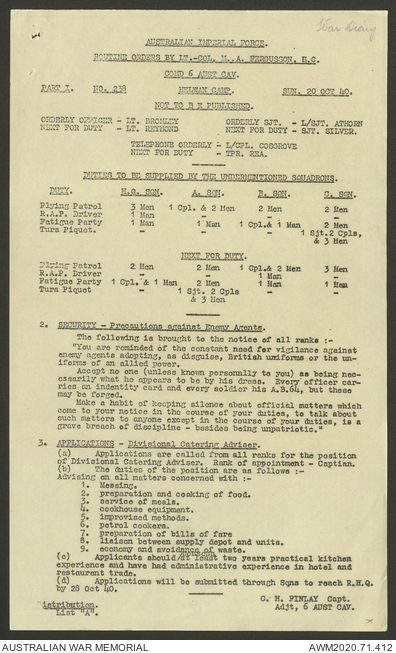 War Diary
AUSTRALIAN IMPERIAL FORCE.
ROUTINE ORDERS BY LT.-COL. M.A. FERGUSSON, M.C.
COMD 6 AUST CAV.
PART I. NO. 238 HELMAN CAMP. SUN. 20 OCT 40.
NOT TO B E PUBLISHED.
ORDERLY OFFICER - LT. BROMLEY ORDERLY SJT. - L/SJT. ATHORN
NEXT FOR DUTY - LT. REYMOND NEXT FOR DUTY - SJT. SILVER.
TELEPHONE ORDERLY - L/CPL. COSGROVE
NEXT FOR DUTY - TPR. REA.
DUTIES TO BE SUPPLIED BY THE UNDERMENTIONED SQUADRONS.
DUTY. H.Q. SQN. A. SQN. B. SQN. C. SQN.
Flying Patrol 3 Men 1 Cpl.& 2 Men 2 Men 2 Men
R.A.P. Driver 1 Man - - -
Fatigue Party 1 Man 1 Man 1 Cpl.& 1 Man 2 Men
Tura Piquet. - - - 1 Sjt.2 Cpls,
& 3 Men
NEXT FOR DUTY.
Flying Patrol 2 Men 2 Men 1 Cpl.& 2 Men 3 Men
R.A.P. Driver - - 1 Man -
Fatigue Party 1 Cpl. & 1 Men 2 Men 1 Man 1 Man
Tura Piquet - 1 Sjt. 2 Cpls - -
& 3 Men
2. SECURITY - Precautions against Enemy Agents.
The following is brought to the notice of all ranks :-
"You are reminded of the constant need for vigilance against
enemy agents adopting, as disguise, British umiforms or the un-
iforms of an allied power.
Accept no one (unless known personally to you) as being nec-
essarily what he appears to be by his dress. Every officer car-
ries an indentity card and every soldier his A.B.64, but these
may be forged.
Make a habit of keeping silence about official matters which
come to your notice in the course of your duties, to talk about
such matters to anyone except in the course of your duties, is a
grave breach of discipline - besides being unpatriotic."
3. APPLICATIONS - Divisional Catering Adviser.
(a) Applications are called from all ranks for the position
of Divisional Catering Adviser. Rank of appointment - Captian.
(b) The duties of the position are as follows :-
Advising on all matters concerned with :-
1. Messing.
2. preparation and cooking of food.
3. service of meals.
4. cookhouse equipment.
5. improvised methods.
6. petrol cookers.
7. preparation of bills of fare
8. liaison between supply depot and units.
9. economy and avoidance of waste.
(c) Applicants should/at least two years practical kitchem
experience and have had administrative experience in hotel and
restaurent trade.
(d) Applications will be submitted through Sqns to reach R.H.Q.
by 28 Oct 40.
C. H. FINLAY Capt.
Adjt, 6 AUST CAV.
istribution.
List "A".
AUSTRALIAN WAR MEMORIAL AWM2020.71.412